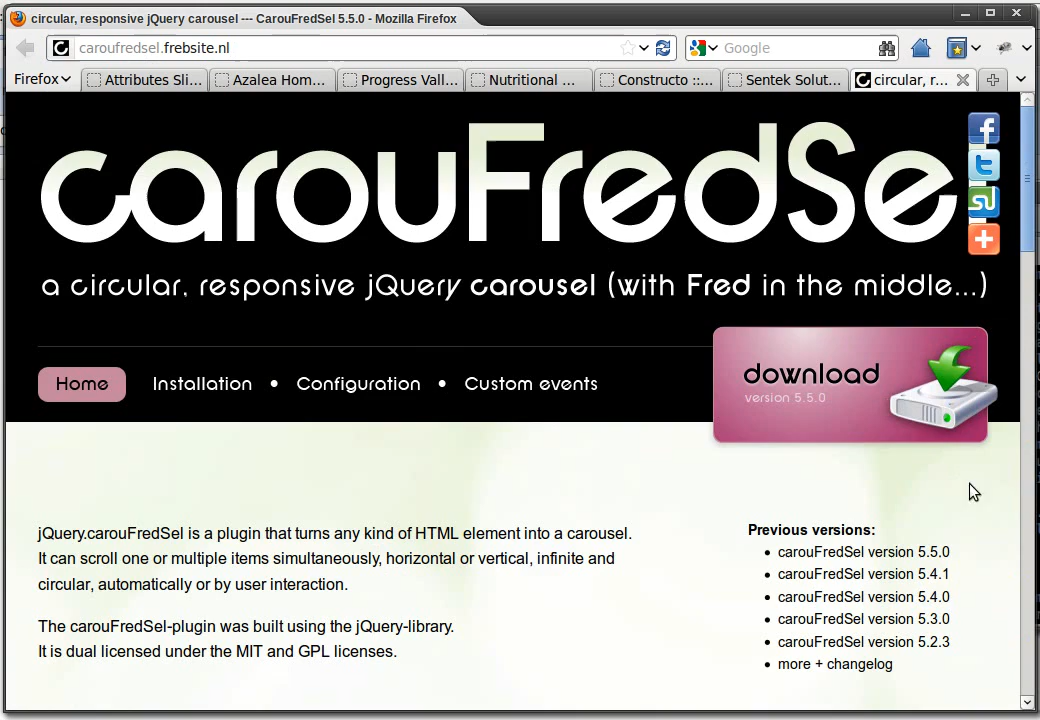 circular, responsive jQuery carousel --- CarouFredSel 5.5.0 - Mozilla Firefox
caroufredsel.frebsite.nl
Google
Firefox
Attributes Sli...
Azalea Hom...
Progress Vall...
Nutritional ...
Constructo ::...
Sentek Solut...
circular, r...
carouFredSe
a circular, responsive jQuery carousel (with Fred in the middle...)
Home
Installation • Configuration • Custom events
download
version 5.5.0
jQuery.carouFredSel is a plugin that turns any kind of HTML element into a carousel.
It can scroll one or multiple items simultaneously, horizontal or vertical, infinite and
circular, automatically or by user interaction.
The carouFredSel-plugin was built using the jQuery-library.
It is dual licensed under the MIT and GPL licenses.
Previous versions:
• carouFredSel version 5.5.0
• carouFredSel version 5.4.1
• carouFredSel version 5.4.0
• carouFredSel version 5.3.0
• carouFredSel version 5.2.3
• more + changelog